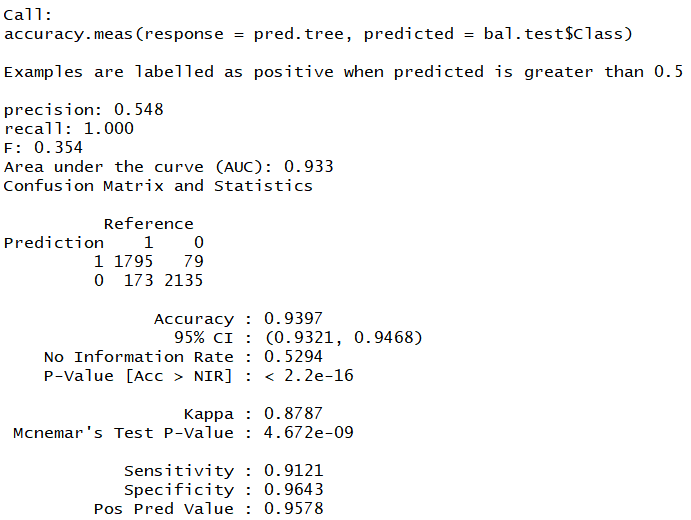 Call:
accuracy.meas(response = pred.tree, predicted = bal.test$Class)
Examples are labelled as positive when predicted is greater than 0.5
precision: 0.548
recall: 1.000
F: 0.354
Area under the curve (AUC): 0.933
Confusion Matrix and Statistics
Reference
Prediction 1 0
1 1795 79
0 173 2135
Accuracy : 0.9397
95% CI : (0.9321, 0.9468)
No Information Rate : 0.5294
P-Value [Acc > NIR] : < 2.2e-16
Kappa : 0.8787
Mcnemar's Test P-Value : 4.672e-09
Sensitivity : 0.9121
Specificity : 0.9643
Pos Pred Value : 0.9578